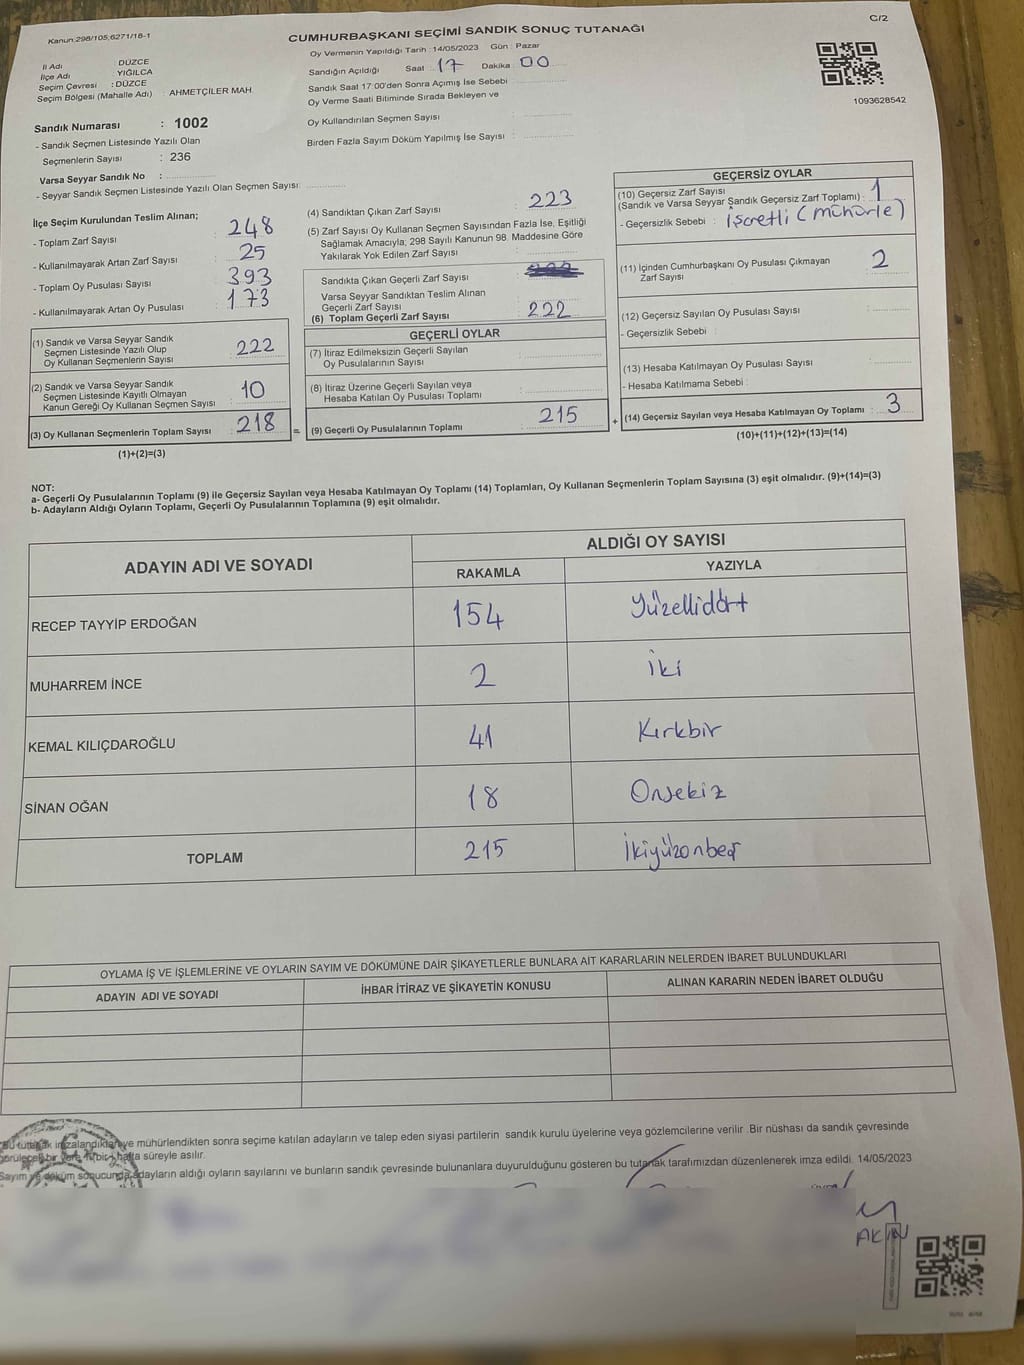 C/2
Kanun:298/105,6271/18-1
CUMHURBAŞKANI SEÇİMİ SANDIK SONUÇ TUTANAĞI
Oy Vermenin Yapıldığı Tarih :14/05/2023 Gün : Pazar
İl Adı : DÜZCE
İlçe Adı : YIĞILCA
Seçim Çevresi : DÜZCE
Seçim Bölgesi (Mahalle Adı) : AHMETÇİLER MAH.
Sandığın Açıldığı Saat : 17 Dakika : 00
Sandık Saat 17:00'den Sonra Açmış İse Sebebi :
Oy Verme Saati Bitiminde Sırada Bekleyen ve
Oy Kullandırılan Seçmen Sayısı :
Birden Fazla Sayım Döküm Yapılmış İse Sayısı :
1093628542
Sandık Numarası : 1002
- Sandık Seçmen Listesinde Yazılı Olan
Seçmenlerin Sayısı : 236
Varsa Seyyar Sandık No :
- Seyyar Sandık Seçmen Listesinde Yazılı Olan Seçmen Sayısı:
İlçe Seçim Kurulundan Teslim Alınan;
- Toplam Zarf Sayısı : 248
- Kullanılmayarak Artan Zarf Sayısı : 25
- Toplam Oy Pusulası Sayısı : 393
- Kullanılmayarak Artan Oy Pusulası : 173
(1) Sandık ve Varsa Seyyar Sandık
Seçmen Listesinde Yazılı Olup
Oy Kullanan Seçmenlerin Sayısı : 222
(2) Sandık ve Varsa Seyyar Sandık
Seçmen Listesinde Kayıtlı Olmayan
Kanun Gereği Oy Kullanan Seçmen Sayısı : 10
(3) Oy Kullanan Seçmenlerin Toplam Sayısı : 218 =
(1)+(2)=(3)
(4) Sandıktan Çıkan Zarf Sayısı : 223
(5) Zarf Sayısı Oy Kullanan Seçmen Sayısından Fazla İse, Eşitliği
Sağlamak Amacıyla, 298 Sayılı Kanunun 98. Maddesine Göre
Yakılarak Yok Edilen Zarf Sayısı :
Sandıkta Çıkan Geçerli Zarf Sayısı :
Varsa Seyyar Sandıktan Teslim Alınan
Geçerli Zarf Sayısı :
(6) Toplam Geçerli Zarf Sayısı : 222
GEÇERLİ OYLAR
(7) İtiraz Edilmeksizin Geçerli Sayılan
Oy Pusulalarının Sayısı :
(8) İtiraz Üzerine Geçerli Sayılan veya
Hesaba Katılan Oy Pusulası Toplamı :
(9) Geçerli Oy Pusulalarının Toplamı : 215 +
GEÇERSİZ OYLAR
(10) Geçersiz Zarf Sayısı
(Sandık ve Varsa Seyyar Sandık Geçersiz Zarf Toplamı) : 1
- Geçersizlik Sebebi : işcretli (mühürle)
(11) İçinden Cumhurbaşkanı Oy Pusulası Çıkmayan
Zarf Sayısı : 2
(12) Geçersiz Sayılan Oy Pusulası Sayısı :
- Geçersizlik Sebebi :
(13) Hesaba Katılmayan Oy Pusulası Sayısı :
- Hesaba Katılmama Sebebi :
(14) Geçersiz Sayılan veya Hesaba Katılmayan Oy Toplamı : 3
(10)+(11)+(12)+(13)=(14)
NOT:
a- Geçerli Oy Pusulalarının Toplamı (9) ile Geçersiz Sayılan veya Hesaba Katılmayan Oy Toplamı (14) Toplamları, Oy Kullanan Seçmenlerin Toplam Sayısına (3) eşit olmalıdır. (9)+(14)=(3)
b- Adayların Aldığı Oyların Toplamı, Geçerli Oy Pusulalarının Toplamına (9) eşit olmalıdır.
ADAYIN ADI VE SOYADI
ALDIĞI OY SAYISI
RAKAMLA YAZIYLA
RECEP TAYYİP ERDOĞAN 154 Yüzellidört
MUHARREM İNCE 2 iki
KEMAL KILIÇDAROĞLU 41 Kırkbir
SİNAN OĞAN 18 Onsekiz
TOPLAM 215 İkiyüzonbeş
OYLAMA İŞ VE İŞLEMLERİNE VE OYLARIN SAYIM VE DÖKÜMÜNE DAİR ŞİKAYETLERLE BUNLARA AİT KARARLARIN NELERDEN İBARET BULUNDUKLARI
ADAYIN ADI VE SOYADI İHBAR İTİRAZ VE ŞİKAYETİN KONUSU ALINAN KARARIN NEDEN İBARET OLDUĞU
Bu tutanak imzalandıktan ve mühürlendikten sonra seçime katılan adayların ve talep eden siyasi partilerin sandık kurulu üyelerine veya gözlemcilerine verilir .Bir nüshası da sandık çevresinde
görülecek bir yere 1(bir) hafta süreyle asılır.
Sayım ve döküm sonucunda adayların aldığı oyların sayılarını ve bunların sandık çevresinde bulunanlara duyurulduğunu gösteren bu tutanak tarafımızdan düzenlenerek imza edildi. 14/05/2023
AKIN